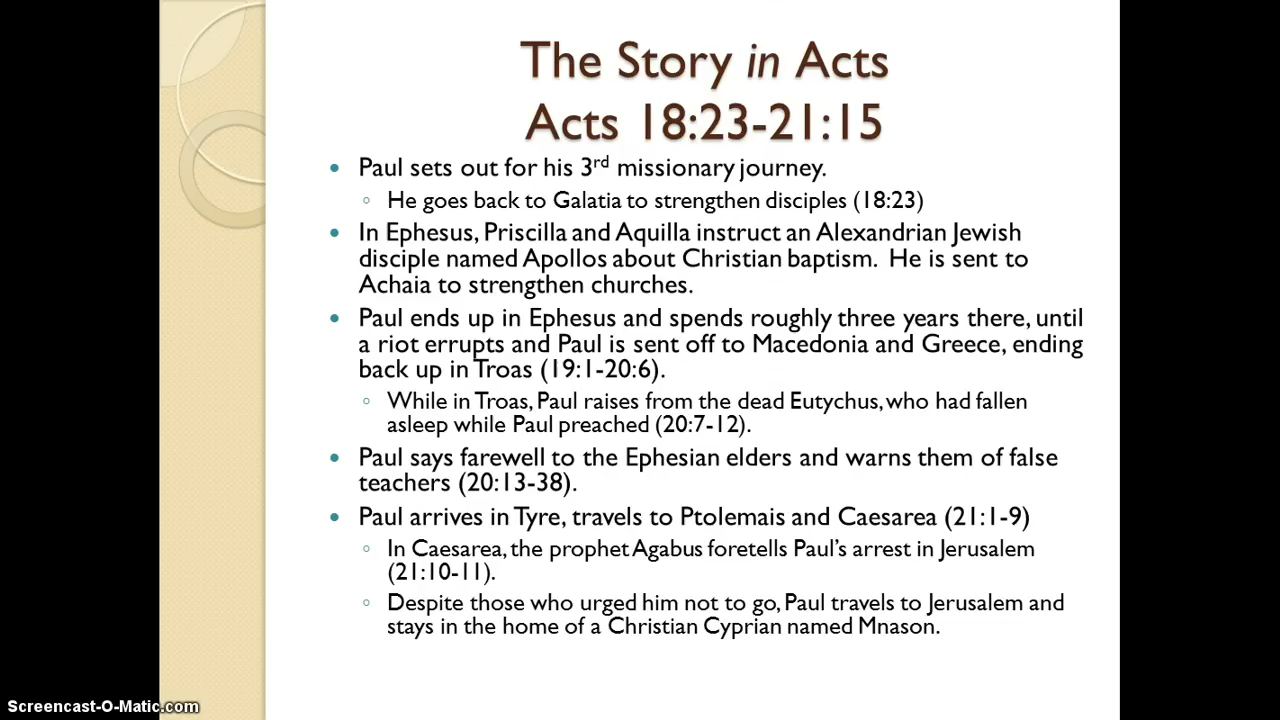 The Story in Acts
Acts 18:23-21:15
• Paul sets out for his 3rd missionary journey.
◦ He goes back to Galatia to strengthen disciples (18:23)
• In Ephesus, Priscilla and Aquilla instruct an Alexandrian Jewish
disciple named Apollos about Christian baptism. He is sent to
Achaia to strengthen churches.
• Paul ends up in Ephesus and spends roughly three years there, until
a riot errupts and Paul is sent off to Macedonia and Greece, ending
back up in Troas (19:1-20:6).
◦ While in Troas, Paul raises from the dead Eutychus, who had fallen
asleep while Paul preached (20:7-12).
• Paul says farewell to the Ephesian elders and warns them of false
teachers (20:13-38).
• Paul arrives in Tyre, travels to Ptolemais and Caesarea (21:1-9)
◦ In Caesarea, the prophet Agabus foretells Paul’s arrest in Jerusalem
(21:10-11).
◦ Despite those who urged him not to go, Paul travels to Jerusalem and
stays in the home of a Christian Cyprian named Mnason.
Screencast-O-Matic.com